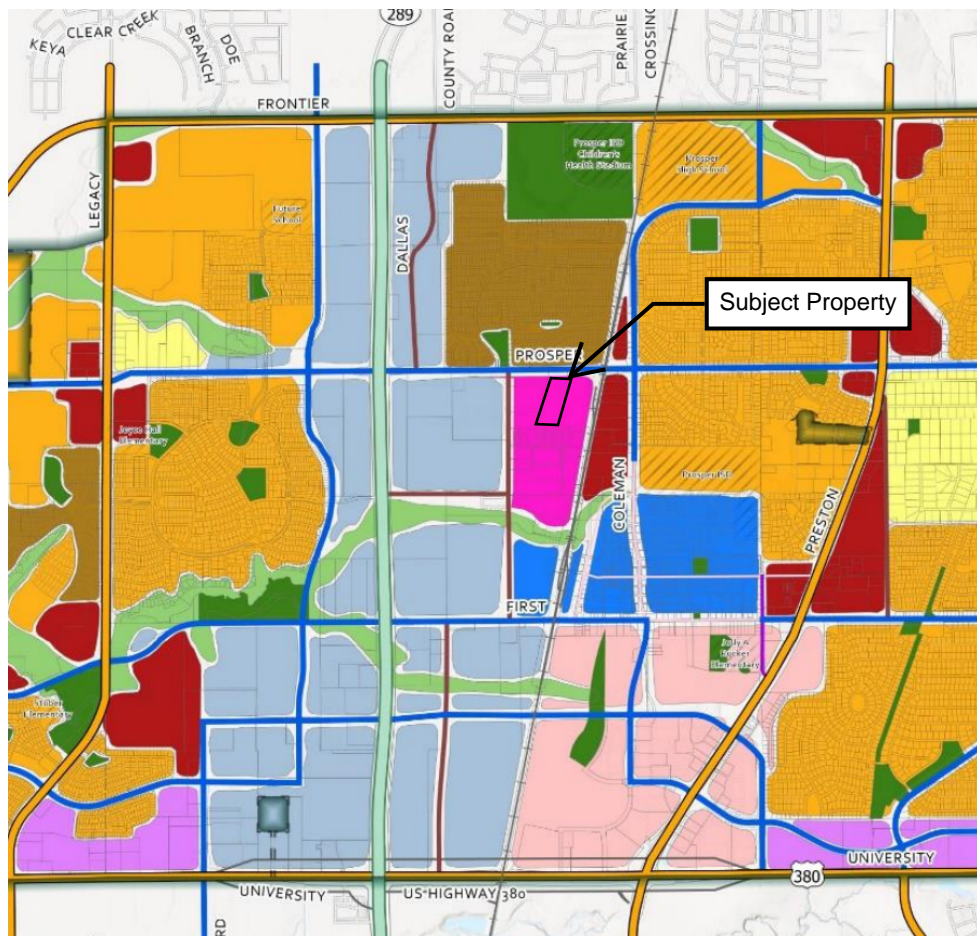 289
KEYA
CLEAR CREEK
BRANCH
DOE
COUNTY ROAD
PRAIRIE
CROSSING
FRONTIER
LEGACY
DALLAS
Prosper ISD
Children's
Health Stadium
Prosper
High School
Future
School
Subject Property
PROSPER
Joyce Hall
Elementary
COLEMAN
Prosper ISD
PRESTON
FIRST
Judy A
Rucker
Elementary
Stuber
Elementary
UNIVERSITY
380
UNIVERSITY
US HIGHWAY 380
RD